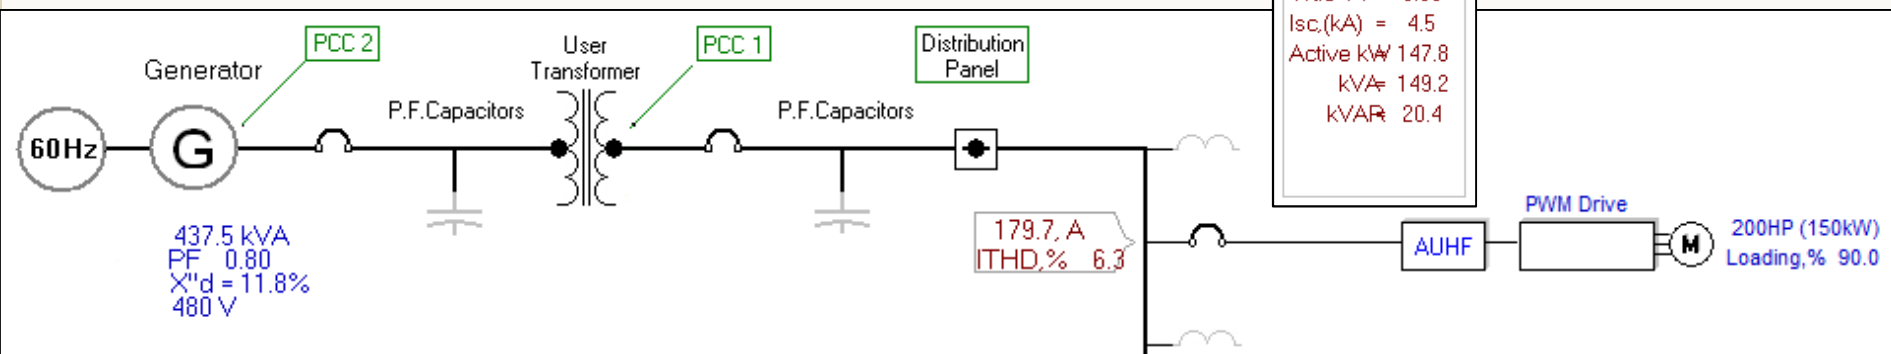 Isc,(kA) = 4.5
Active kW 147.8
kVA= 149.2
kVAR= 20.4
PCC 2
User
Transformer
PCC 1
Distribution
Panel
Generator
P.F.Capacitors
P.F.Capacitors
60Hz
G
PWM Drive
179.7, A
ITHD,% 6.3
AUHF
M
200HP (150kW)
Loading,% 90.0
437.5 kVA
PF 0.80
X"d = 11.8%
480 V